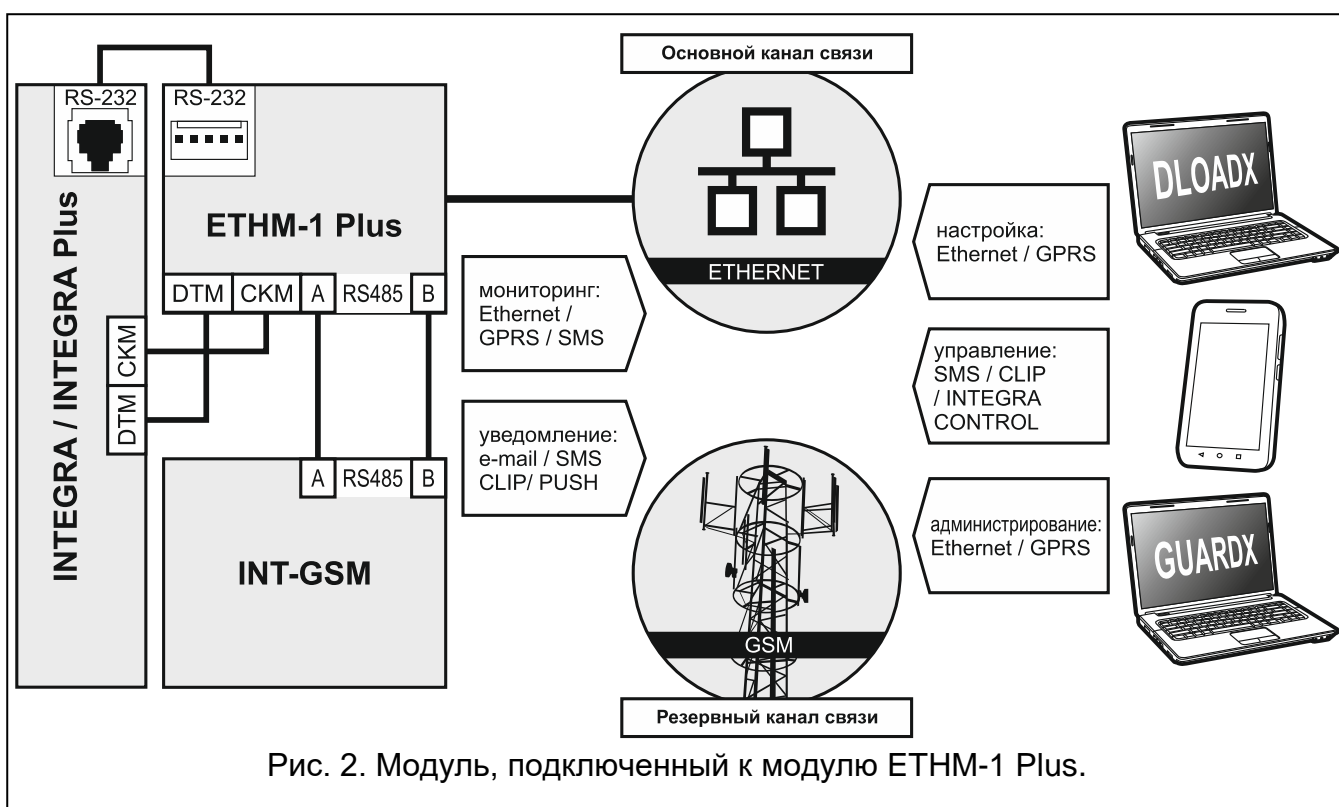 Основной канал связи
RS-232
RS-232
INTEGRA / INTEGRA Plus
ETHM-1 Plus
DTM
CKM
A
RS485
B
CKM
DTM
A
RS485
B
INT-GSM
ETHERNET
мониторинг:
Ethernet /
GPRS / SMS
уведомление:
e-mail / SMS
CLIP/ PUSH
GSM
Резервный канал связи
настройка:
Ethernet / GPRS
DLOADX
управление:
SMS / CLIP
/ INTEGRA
CONTROL
администрирование:
Ethernet / GPRS
GUARDX
Рис. 2. Модуль, подключенный к модулю ETHM-1 Plus.